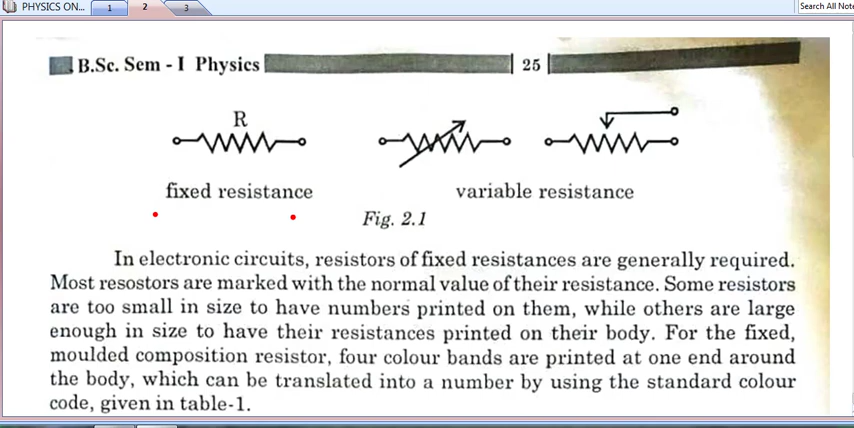 PHYSICS ON... 1 2 3 Search All Note
B.Sc. Sem - I Physics 25
R
fixed resistance variable resistance
Fig. 2.1
In electronic circuits, resistors of fixed resistances are generally required.
Most resostors are marked with the normal value of their resistance. Some resistors
are too small in size to have numbers printed on them, while others are large
enough in size to have their resistances printed on their body. For the fixed,
moulded composition resistor, four colour bands are printed at one end around
the body, which can be translated into a number by using the standard colour
code, given in table-1.